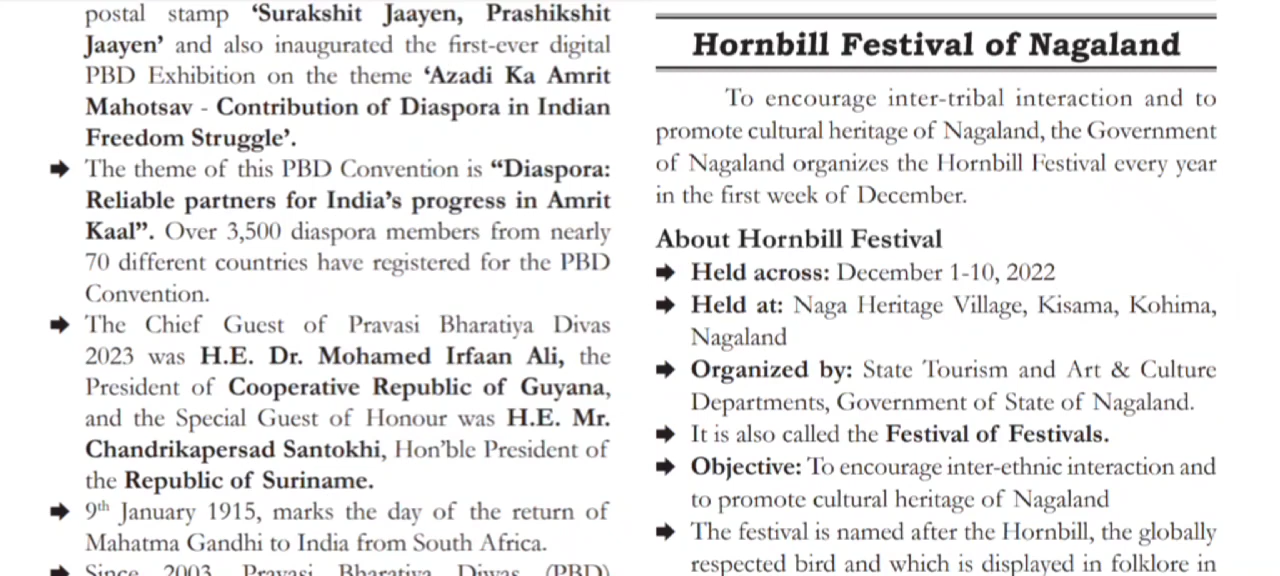 postal stamp ‘Surakshit Jaayen, Prashikshit
Jaayen’ and also inaugurated the first-ever digital
PBD Exhibition on the theme ‘Azadi Ka Amrit
Mahotsav - Contribution of Diaspora in Indian
Freedom Struggle’.
➡ The theme of this PBD Convention is “Diaspora:
Reliable partners for India’s progress in Amrit
Kaal”. Over 3,500 diaspora members from nearly
70 different countries have registered for the PBD
Convention.
➡ The Chief Guest of Pravasi Bharatiya Divas
2023 was H.E. Dr. Mohamed Irfaan Ali, the
President of Cooperative Republic of Guyana,
and the Special Guest of Honour was H.E. Mr.
Chandrikapersad Santokhi, Hon’ble President of
the Republic of Suriname.
➡ 9th January 1915, marks the day of the return of
Mahatma Gandhi to India from South Africa.
➡ Since 2003, Pravasi Bharatiya Divas (PBD)
Hornbill Festival of Nagaland
To encourage inter-tribal interaction and to
promote cultural heritage of Nagaland, the Government
of Nagaland organizes the Hornbill Festival every year
in the first week of December.
About Hornbill Festival
➡ Held across: December 1-10, 2022
➡ Held at: Naga Heritage Village, Kisama, Kohima,
Nagaland
➡ Organized by: State Tourism and Art & Culture
Departments, Government of State of Nagaland.
➡ It is also called the Festival of Festivals.
➡ Objective: To encourage inter-ethnic interaction and
to promote cultural heritage of Nagaland
➡ The festival is named after the Hornbill, the globally
respected bird and which is displayed in folklore in